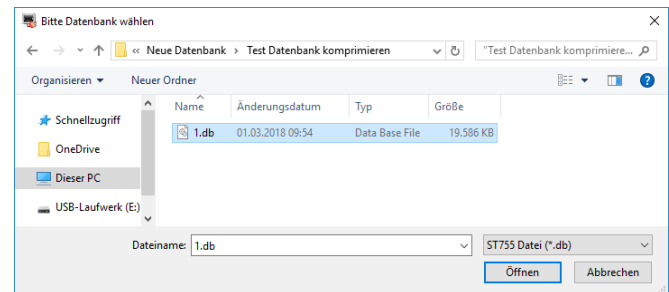 Bitte Datenbank wählen
« Neue Datenbank › Test Datenbank komprimieren
"Test Datenbank komprimiere...
Organisieren Neuer Ordner
Name Änderungsdatum Typ Größe
Schnellzugriff
1.db 01.03.2018 09:54 Data Base File 19.586 KB
OneDrive
Dieser PC
USB-Laufwerk (E:)
Dateiname: 1.db ST755 Datei (*.db)
Öffnen Abbrechen